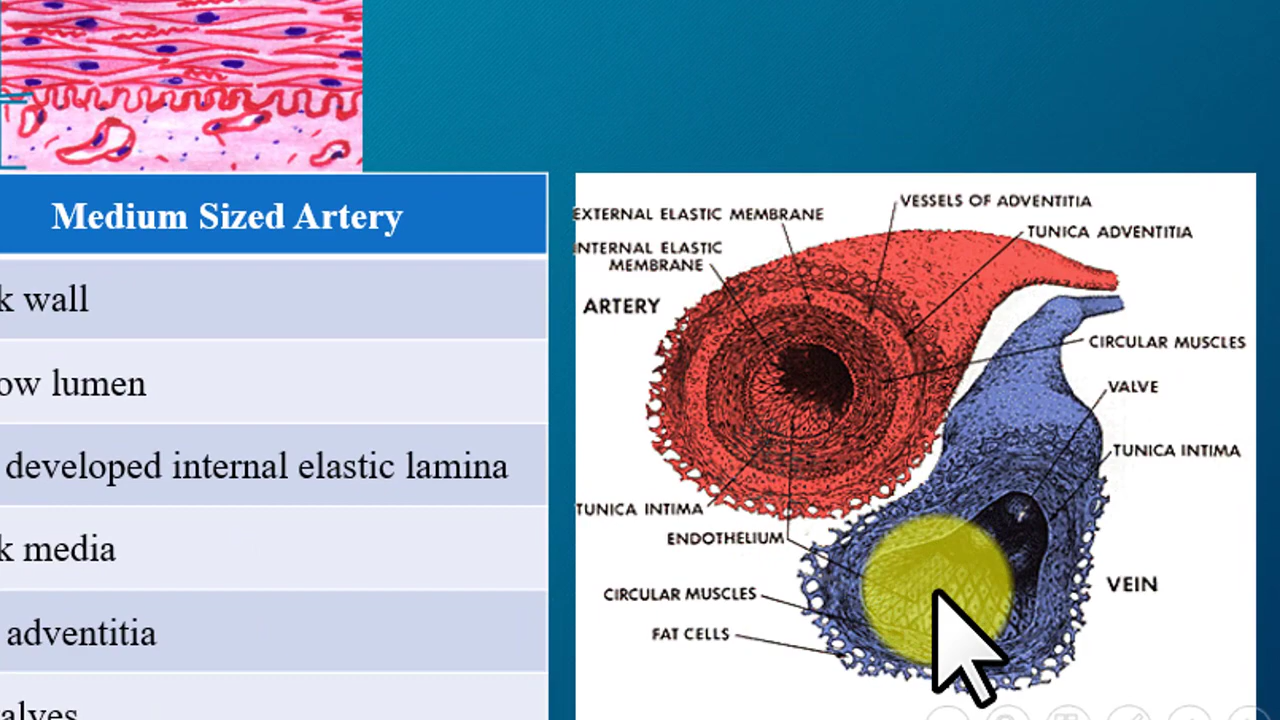 Medium Sized Artery
k wall
ow lumen
developed internal elastic lamina
k media
adventitia
alves
EXTERNAL ELASTIC MEMBRANE
VESSELS OF ADVENTITIA
TUNICA ADVENTITIA
INTERNAL ELASTIC
MEMBRANE
ARTERY
CIRCULAR MUSCLES
VALVE
TUNICA INTIMA
TUNICA INTIMA
ENDOTHELIUM
CIRCULAR MUSCLES
VEIN
FAT CELLS